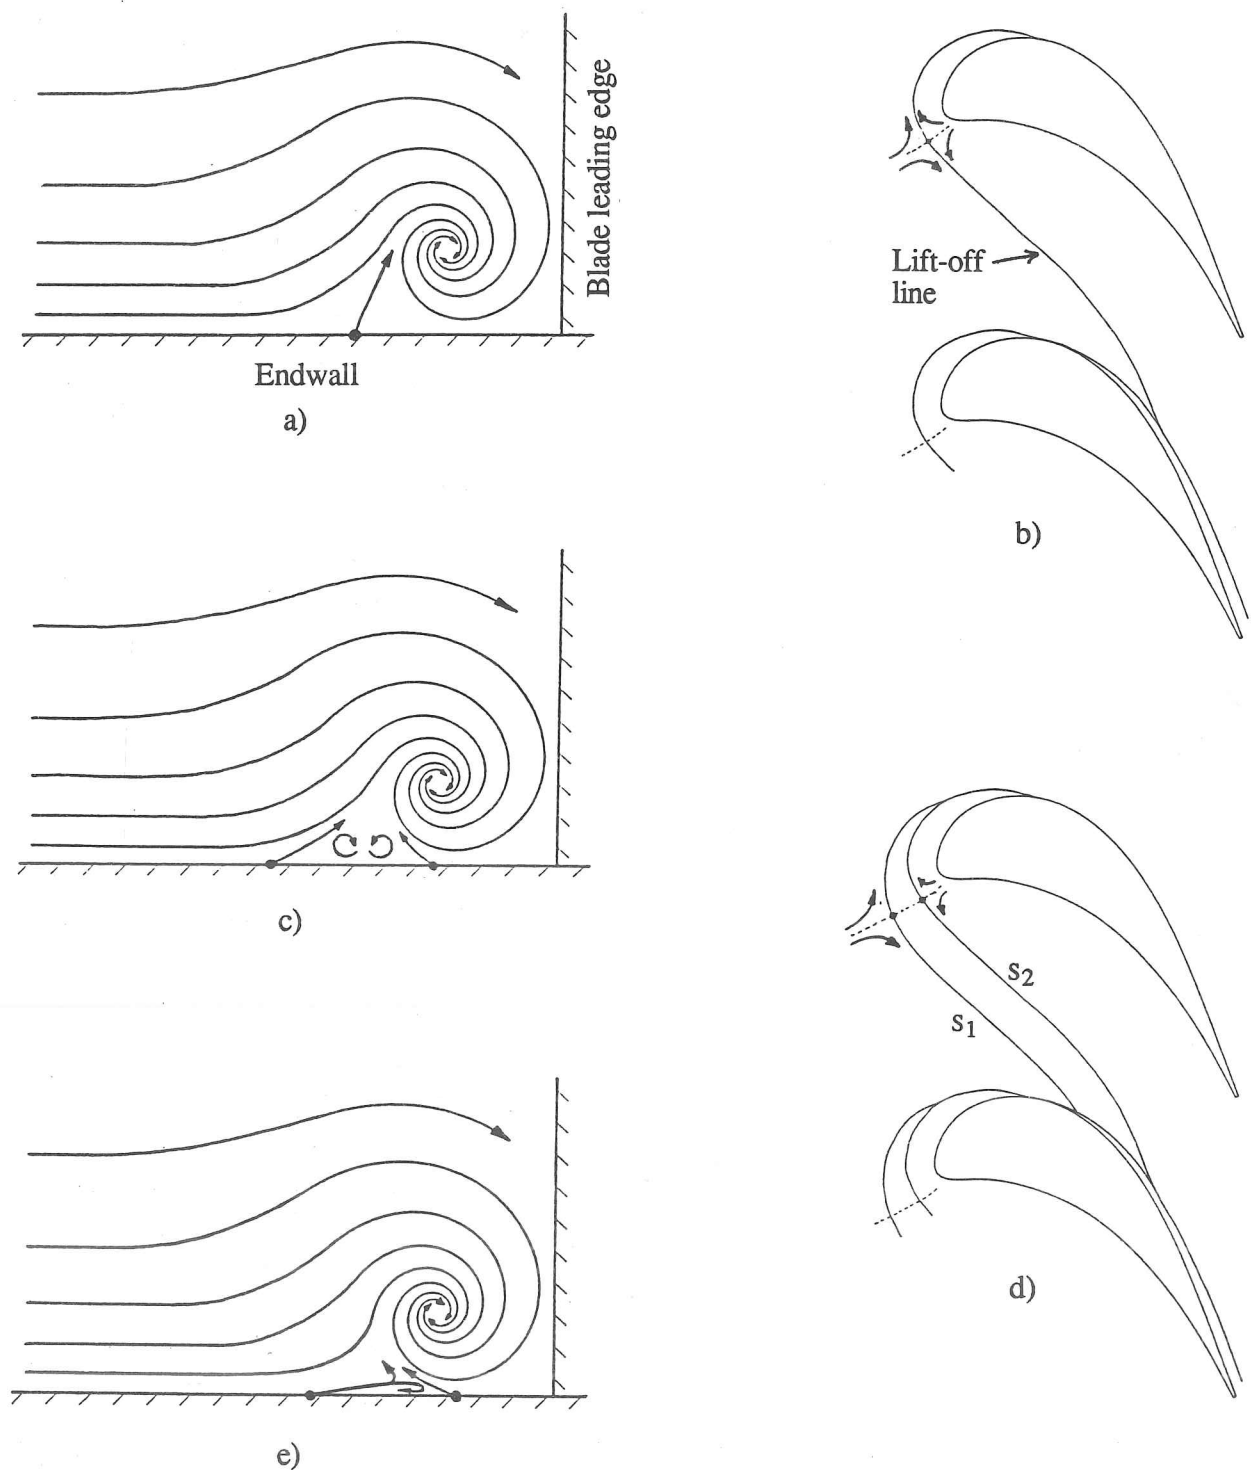 Blade leading edge
Endwall
a)
Lift-off
line
b)
c)
s2
s1
d)
e)